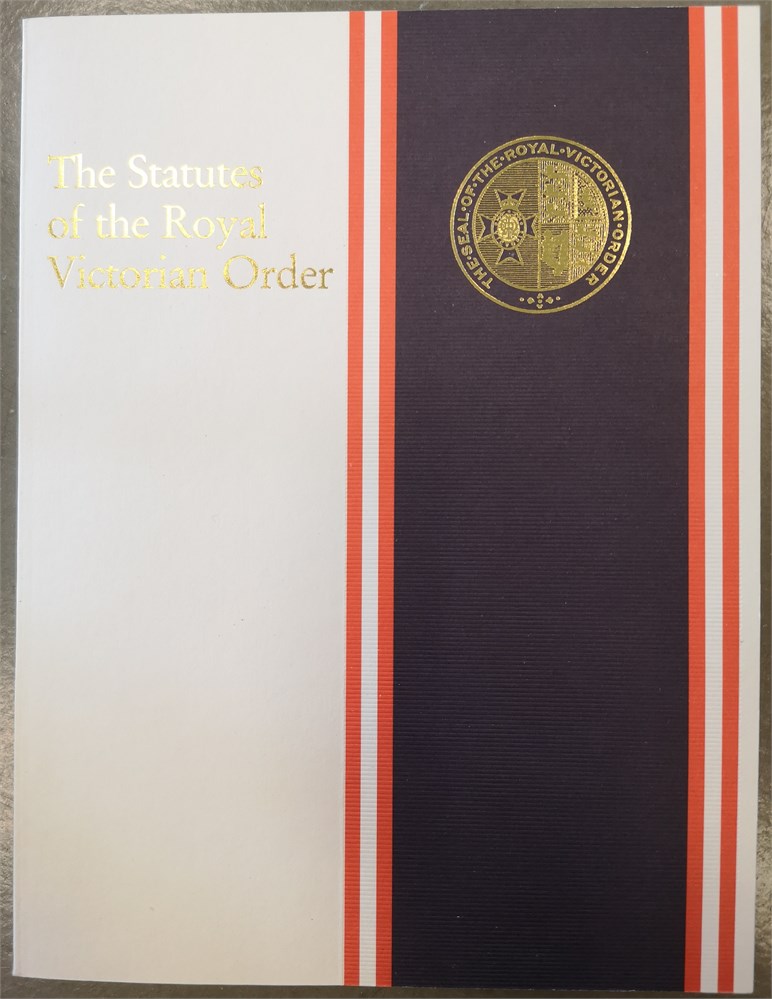 The Statutes
of the Royal
Victorian Order
THE·SEAL·OF·THE·ROYAL·VICTORIAN·ORDER